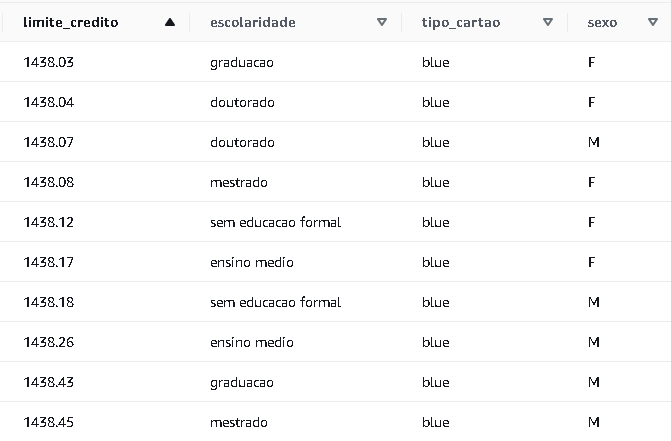 limite_credito escolaridade tipo_cartao sexo
1438.03 graduacao blue F
1438.04 doutorado blue F
1438.07 doutorado blue M
1438.08 mestrado blue F
1438.12 sem educacao formal blue F
1438.17 ensino medio blue F
1438.18 sem educacao formal blue M
1438.26 ensino medio blue M
1438.43 graduacao blue M
1438.45 mestrado blue M